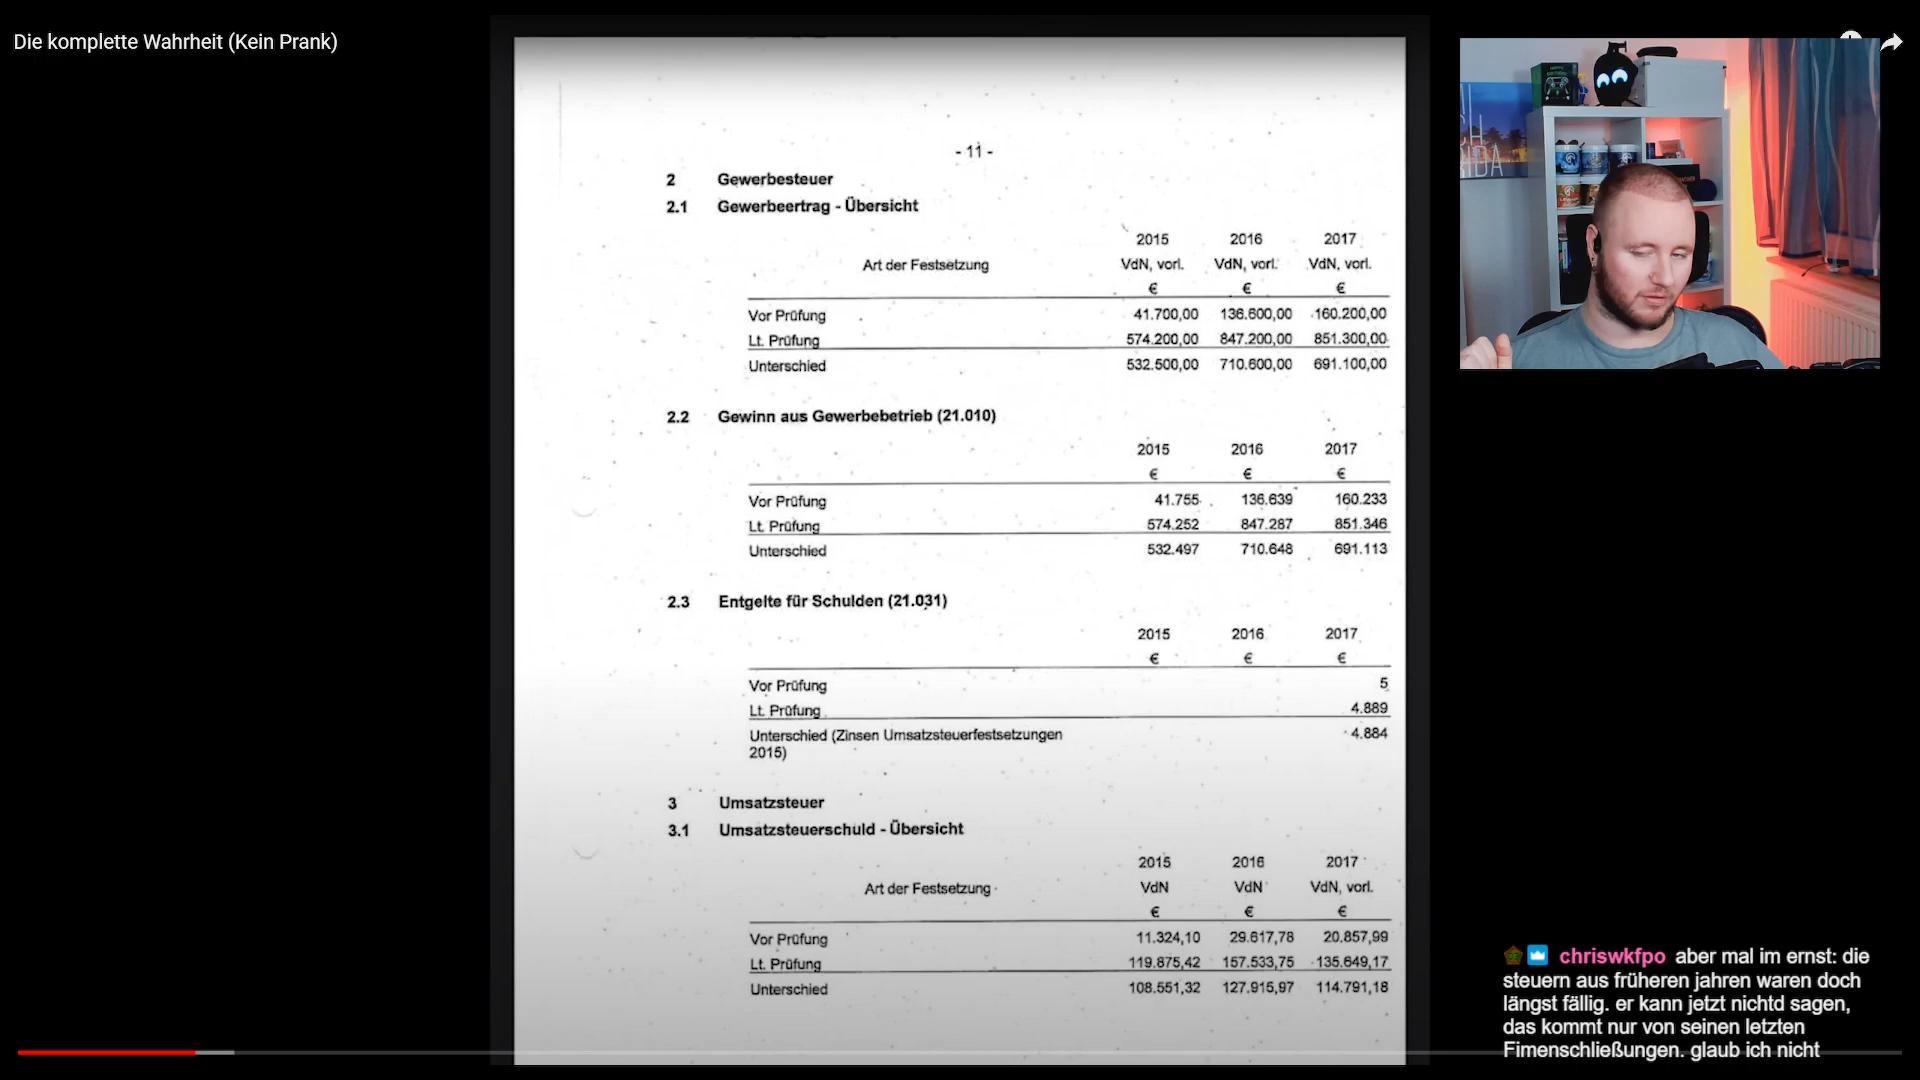 Die komplette Wahrheit (Kein Prank)
- 11 -
2 Gewerbesteuer
2.1 Gewerbeertrag - Übersicht
2015 2016 2017
Art der Festsetzung VdN, vorl. VdN, vorl. VdN, vorl.
€ € €
Vor Prüfung 41.700,00 136.600,00 160.200,00
Lt. Prüfung 574.200,00 847.200,00 851.300,00
Unterschied 532.500,00 710.600,00 691.100,00
2.2 Gewinn aus Gewerbebetrieb (21.010)
2015 2016 2017
€ € €
Vor Prüfung 41.755 136.639 160.233
Lt. Prüfung 574.252 847.287 851.346
Unterschied 532.497 710.648 691.113
2.3 Entgelte für Schulden (21.031)
2015 2016 2017
€ € €
Vor Prüfung 5
Lt. Prüfung 4.889
Unterschied (Zinsen Umsatzsteuerfestsetzungen 4.884
2015)
3 Umsatzsteuer
3.1 Umsatzsteuerschuld - Übersicht
2015 2016 2017
Art der Festsetzung VdN VdN VdN, vorl.
€ € €
Vor Prüfung 11.324,10 29.617,78 20.857,99
Lt. Prüfung 119.875,42 157.533,75 135.649,17
Unterschied 108.551,32 127.915,97 114.791,18
chriswkfpo aber mal im ernst: die
steuern aus früheren jahren waren doch
längst fällig. er kann jetzt nichtd sagen,
das kommt nur von seinen letzten
Fimenschließungen. glaub ich nicht